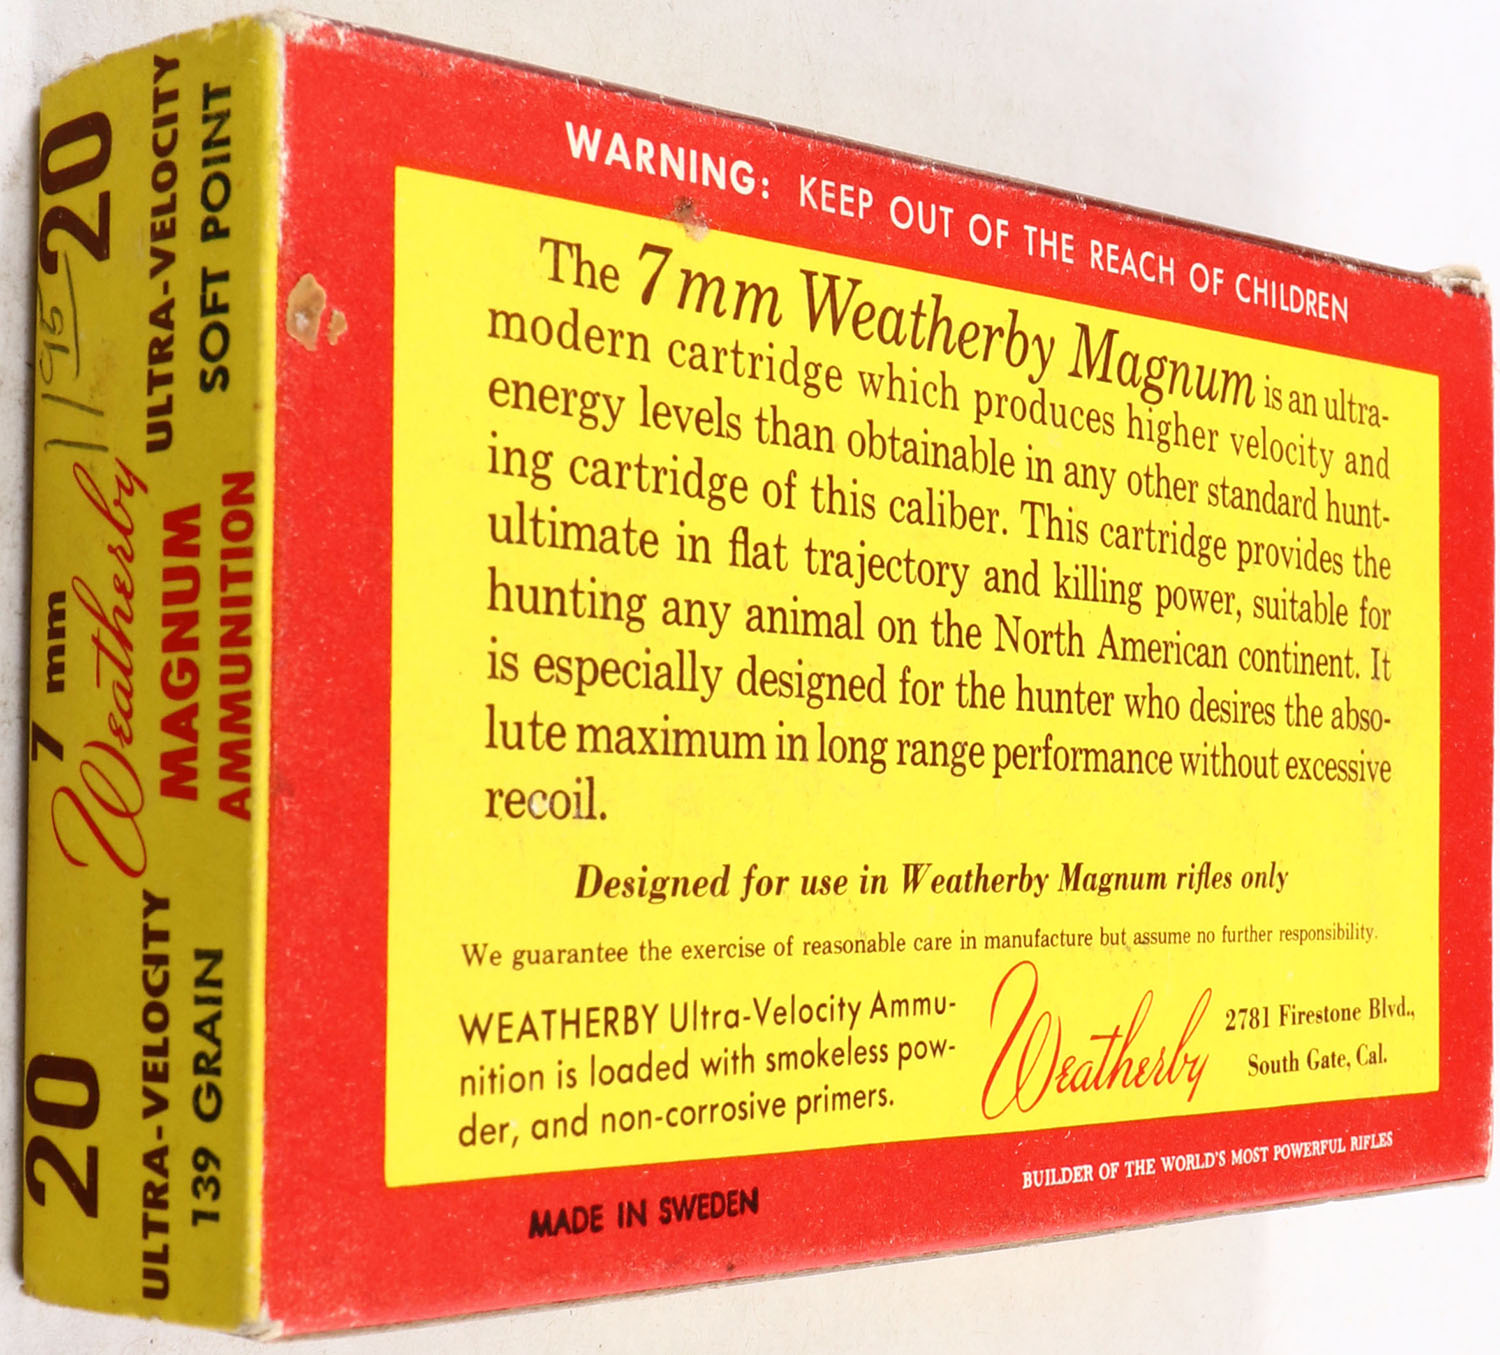 20
ULTRA-VELOCITY
139 GRAIN
7 mm
Weatherby
MAGNUM
AMMUNITION
20
ULTRA-VELOCITY
SOFT POINT
WARNING: KEEP OUT OF THE REACH OF CHILDREN
The 7mm Weatherby Magnum is an ultra-
modern cartridge which produces higher velocity and
energy levels than obtainable in any other standard hunt-
ing cartridge of this caliber. This cartridge provides the
ultimate in flat trajectory and killing power, suitable for
hunting any animal on the North American continent. It
is especially designed for the hunter who desires the abso-
lute maximum in long range performance without excessive
recoil.
Designed for use in Weatherby Magnum rifles only
We guarantee the exercise of reasonable care in manufacture but assume no further responsibility.
WEATHERBY Ultra-Velocity Ammu-
nition is loaded with smokeless pow-
der, and non-corrosive primers.
Weatherby
2781 Firestone Blvd.,
South Gate, Cal.
BUILDER OF THE WORLD'S MOST POWERFUL RIFLES
MADE IN SWEDEN